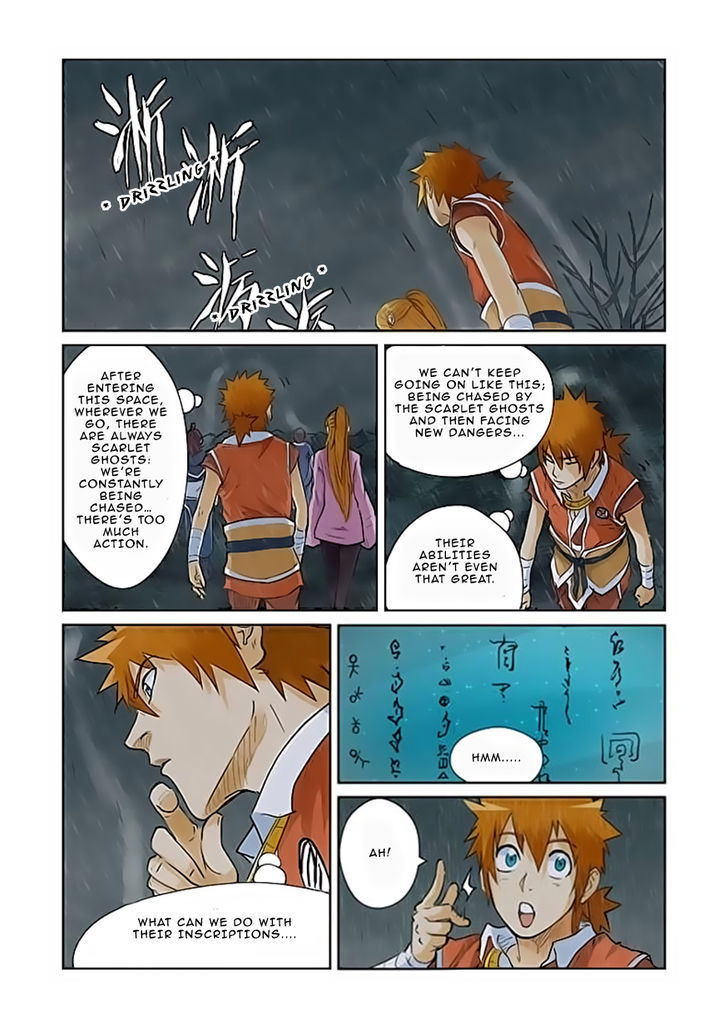 淅
* DRIZZLING *
淅
淅
* DRIZZLING *
AFTER
ENTERING
THIS SPACE,
WHEREVER WE
GO, THERE
ARE ALWAYS
SCARLET
GHOSTS:
WE'RE
CONSTANTLY
BEING
CHASED...
THERE'S TOO
MUCH
ACTION.
WE CAN'T KEEP
GOING ON LIKE THIS;
BEING CHASED BY
THE SCARLET GHOSTS
AND THEN FACING
NEW DANGERS...
THEIR
ABILITIES
AREN'T EVEN
THAT GREAT.
WHAT CAN WE DO WITH
THEIR INSCRIPTIONS....
HMM.....
AH!